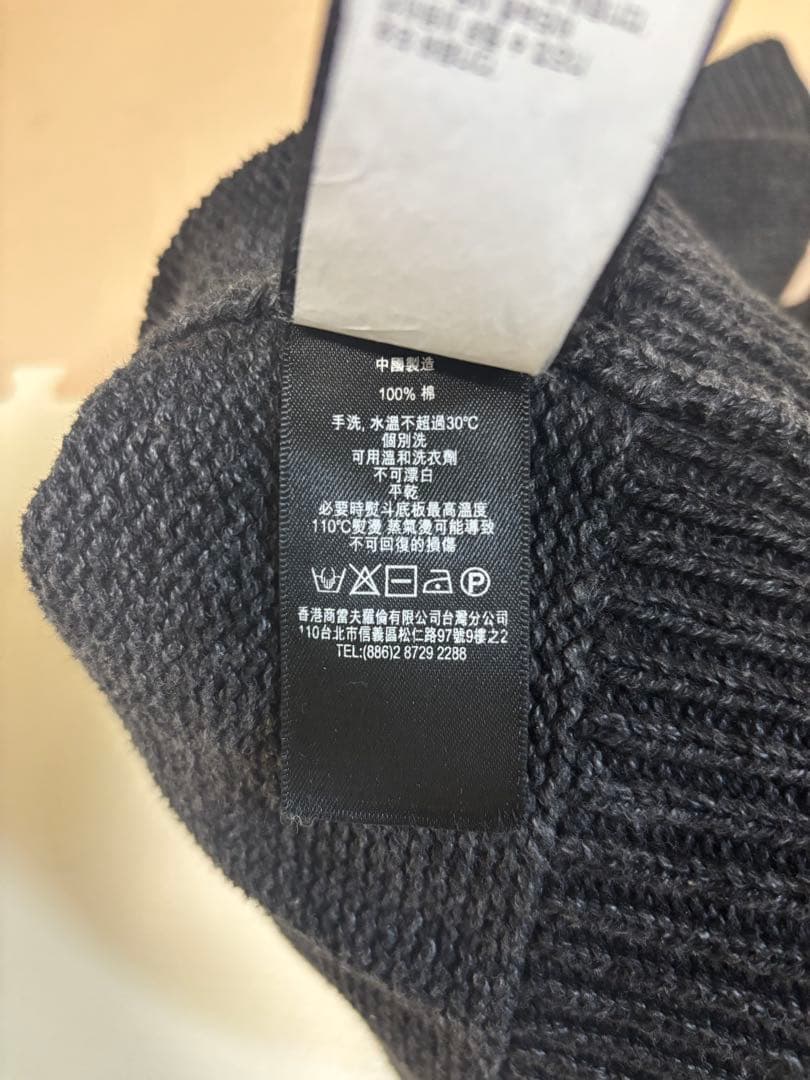 中國製造
100% 棉
手洗, 水溫不超過30℃
個別洗
可用溫和洗衣劑
不可漂白
平乾
必要時熨斗底板最高溫度
110℃熨燙 蒸氣燙可能導致
不可回復的損傷
P
香港商雷夫羅倫有限公司台灣分公司
110台北市信義區松仁路97號9樓之2
TEL:(886)2 8729 2288